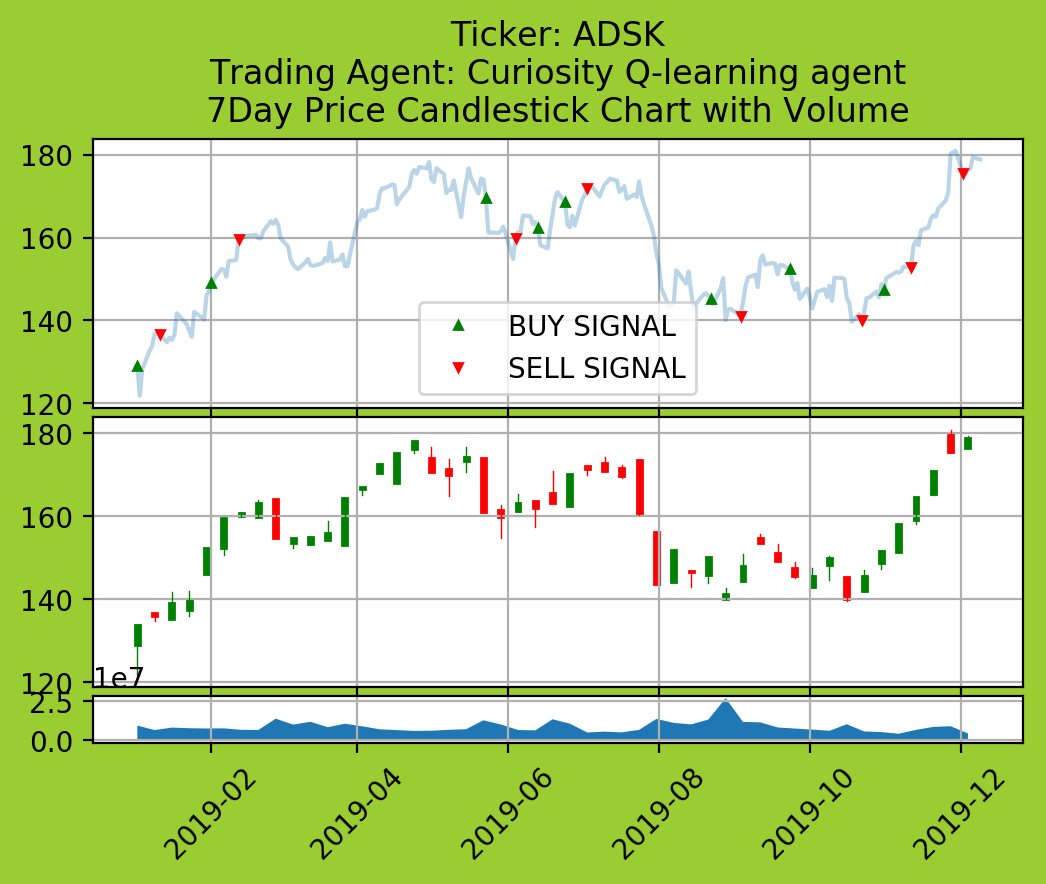 Ticker: ADSK
Trading Agent: Curiosity Q-learning agent
7Day Price Candlestick Chart with Volume
180
160
140
120
BUY SIGNAL
SELL SIGNAL
180
160
140
120
1e7
2.5
0.0
2019-02
2019-04
2019-06
2019-08
2019-10
2019-12